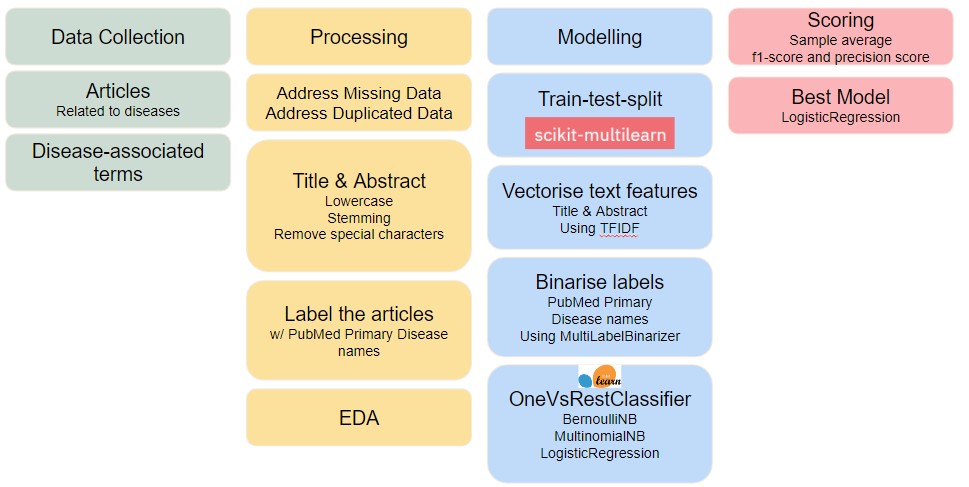 Data Collection
Articles
Related to diseases
Disease-associated
terms
Processing
Address Missing Data
Address Duplicated Data
Title & Abstract
Lowercase
Stemming
Remove special characters
Label the articles
w/ PubMed Primary Disease
names
EDA
Modelling
Train-test-split
scikit-multilearn
Vectorise text features
Title & Abstract
Using TFIDF
Binarise labels
PubMed Primary
Disease names
Using MultiLabelBinarizer
learn
OneVsRestClassifier
BernoulliNB
MultinomialNB
LogisticRegression
Scoring
Sample average
f1-score and precision score
Best Model
LogisticRegression